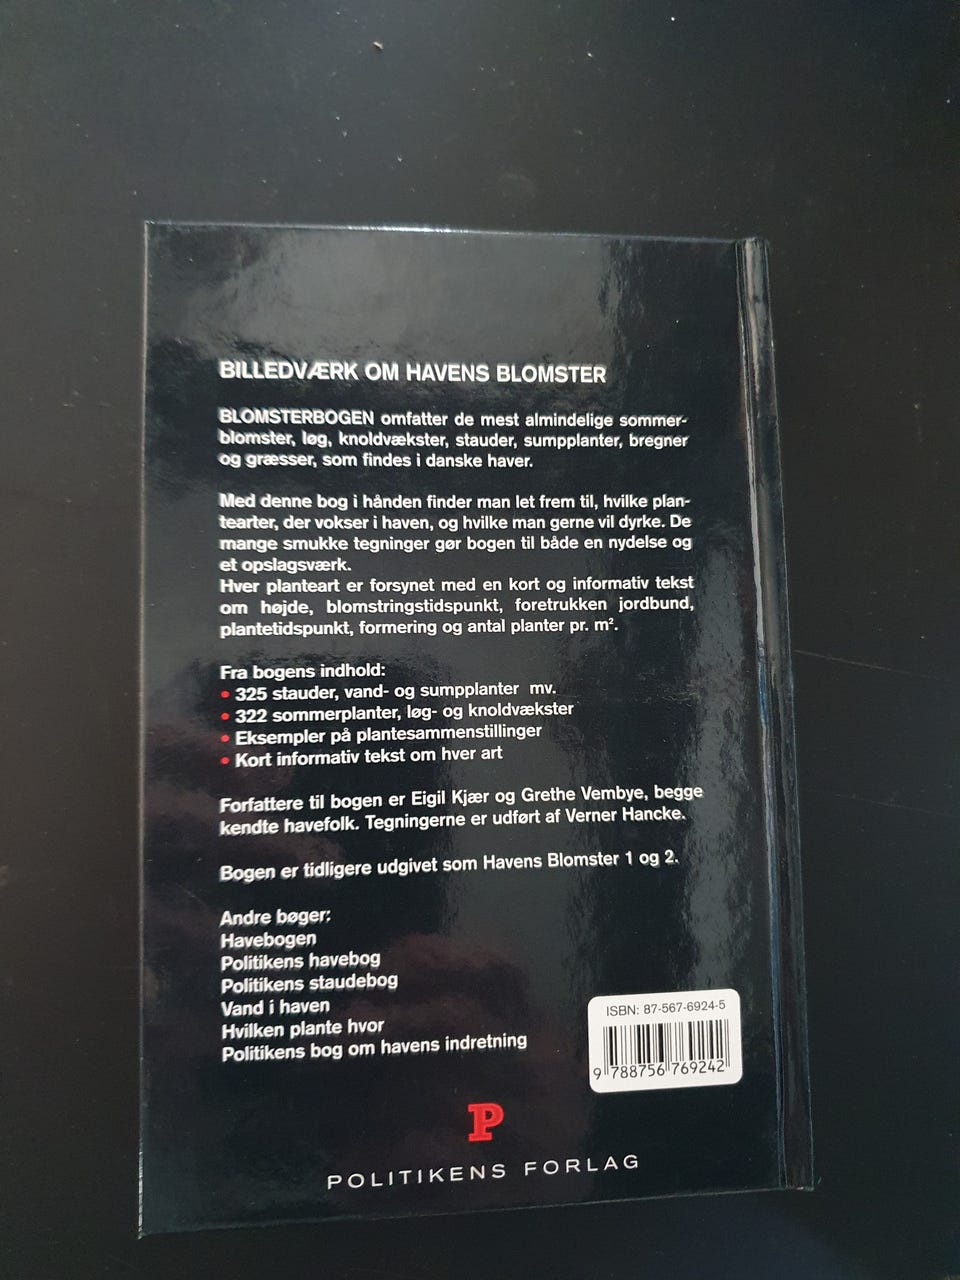 BILLEDVÆRK OM HAVENS BLOMSTER
BLOMSTERBOGEN omfatter de mest almindelige sommer-
blomster, løg, knoldvækster, stauder, sumpplanter, bregner
og græsser, som findes i danske haver.
Med denne bog i hånden finder man let frem til, hvilke plan-
tearter, der vokser i haven, og hvilke man gerne vil dyrke. De
mange smukke tegninger gør bogen til både en nydelse og
et opslagsværk.
Hver planteart er forsynet med en kort og informativ tekst
om højde, blomstringstidspunkt, foretrukken jordbund,
plantetidspunkt, formering og antal planter pr. m².
Fra bogens indhold:
• 325 stauder, vand- og sumpplanter mv.
• 322 sommerplanter, løg- og knoldvækster
• Eksempler på plantesammenstillinger
• Kort informativ tekst om hver art
Forfattere til bogen er Eigil Kjær og Grethe Vembye, begge
kendte havefolk. Tegningerne er udført af Verner Hancke.
Bogen er tidligere udgivet som Havens Blomster 1 og 2.
Andre bøger:
Havebogen
Politikens havebog
Politikens staudebog
Vand i haven
Hvilken plante hvor
Politikens bog om havens indretning
ISBN: 87-567-6924-5
9 788756 769242
P
POLITIKENS FORLAG